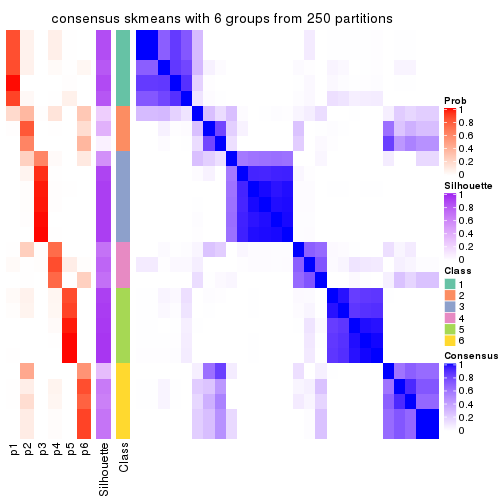 consensus skmeans with 6 groups from 250 partitions
Prob
1
0.8
0.6
0.4
0.2
0
Silhouette
1
0.8
0.6
0.4
0.2
0
Class
1
2
3
4
5
6
Consensus
1
0.8
0.6
0.4
0.2
0
p1
p2
p3
p4
p5
p6
Silhouette
Class